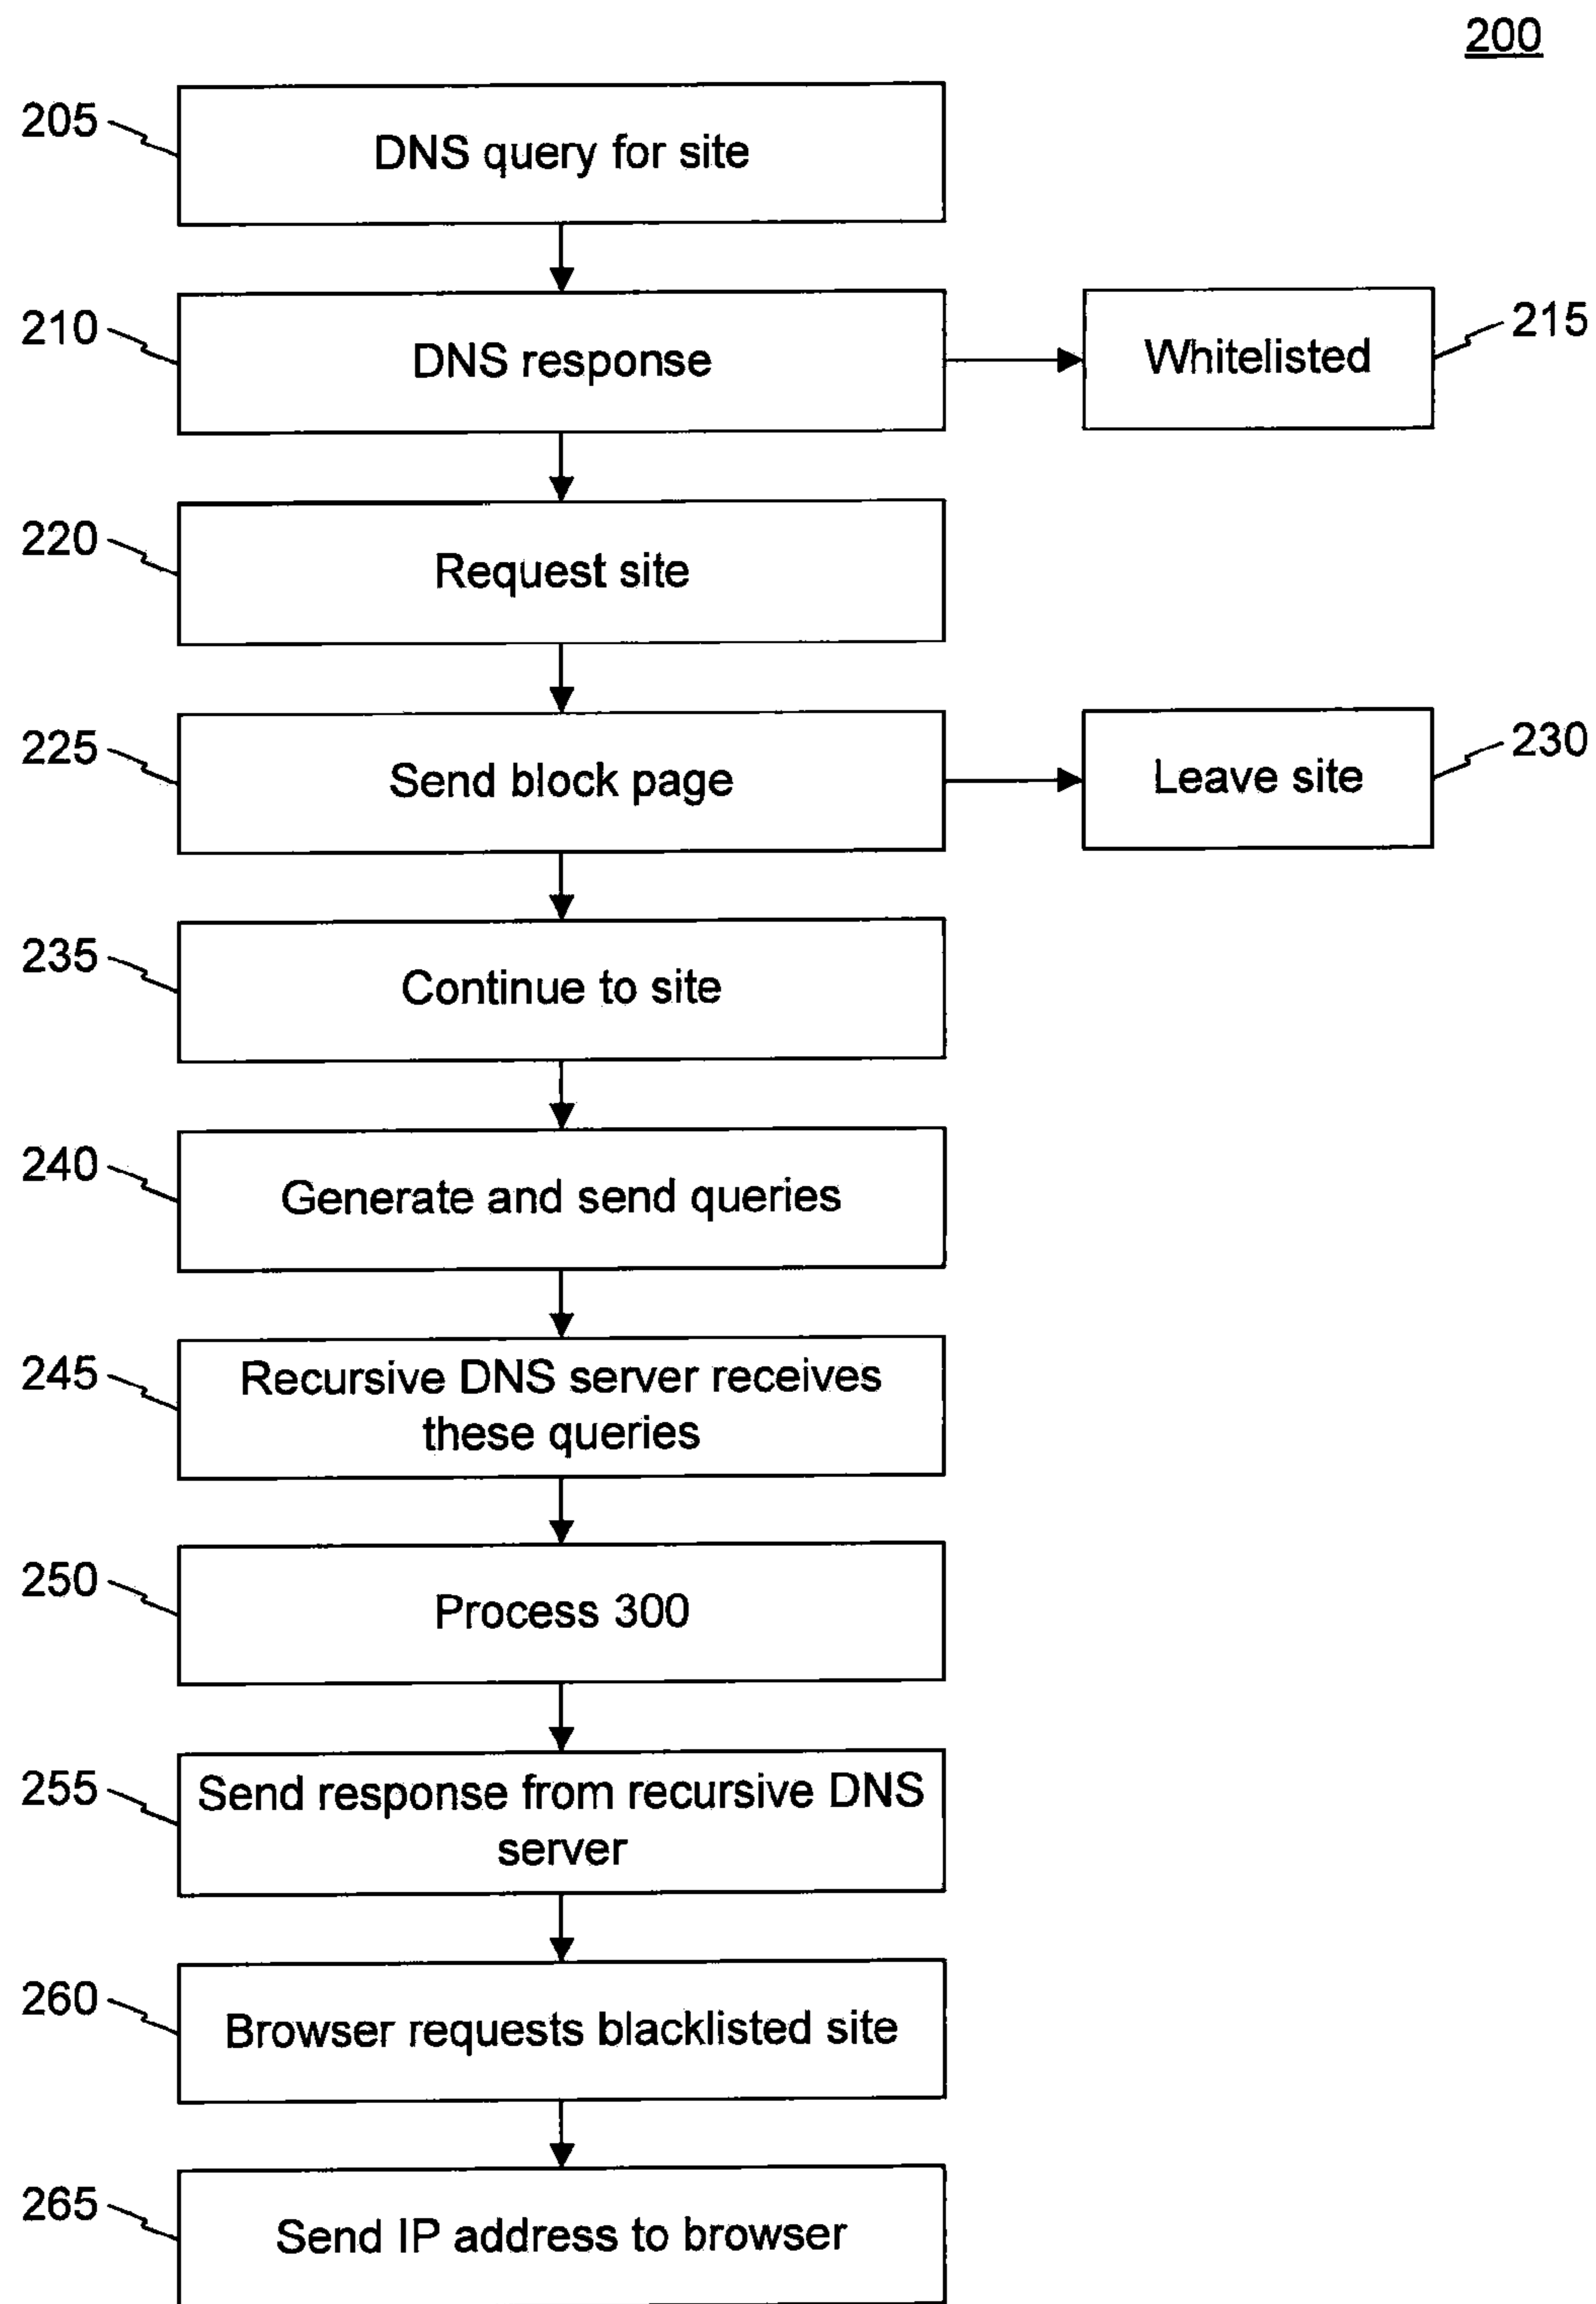 200
205
DNS query for site
210
DNS response
Whitelisted
215
220
Request site
225
Send block page
Leave site
230
235
Continue to site
240
Generate and send queries
245
Recursive DNS server receives
these queries
250
Process 300
255
Send response from recursive DNS
server
260
Browser requests blacklisted site
265
Send IP address to browser